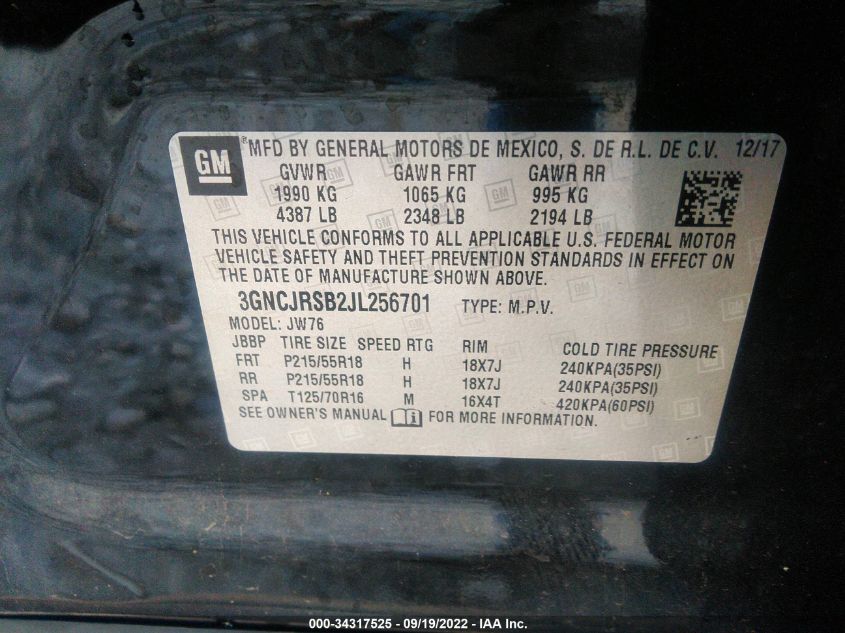 GM ® MFD BY GENERAL MOTORS DE MEXICO, S. DE R.L. DE C.V. 12/17
GVWR GAWR FRT GAWR RR
1990 KG 1065 KG 995 KG
4387 LB 2348 LB 2194 LB
THIS VEHICLE CONFORMS TO ALL APPLICABLE U.S. FEDERAL MOTOR
VEHICLE SAFETY AND THEFT PREVENTION STANDARDS IN EFFECT ON
THE DATE OF MANUFACTURE SHOWN ABOVE.
3GNCJRSB2JL256701 TYPE: M.P.V.
MODEL: JW76
JBBP TIRE SIZE SPEED RTG RIM COLD TIRE PRESSURE
FRT P215/55R18 H 18X7J 240KPA(35PSI)
RR P215/55R18 H 18X7J 240KPA(35PSI)
SPA T125/70R16 M 16X4T 420KPA(60PSI)
SEE OWNER'S MANUAL FOR MORE INFORMATION.
000-34317525 - 09/19/2022 - IAA Inc.